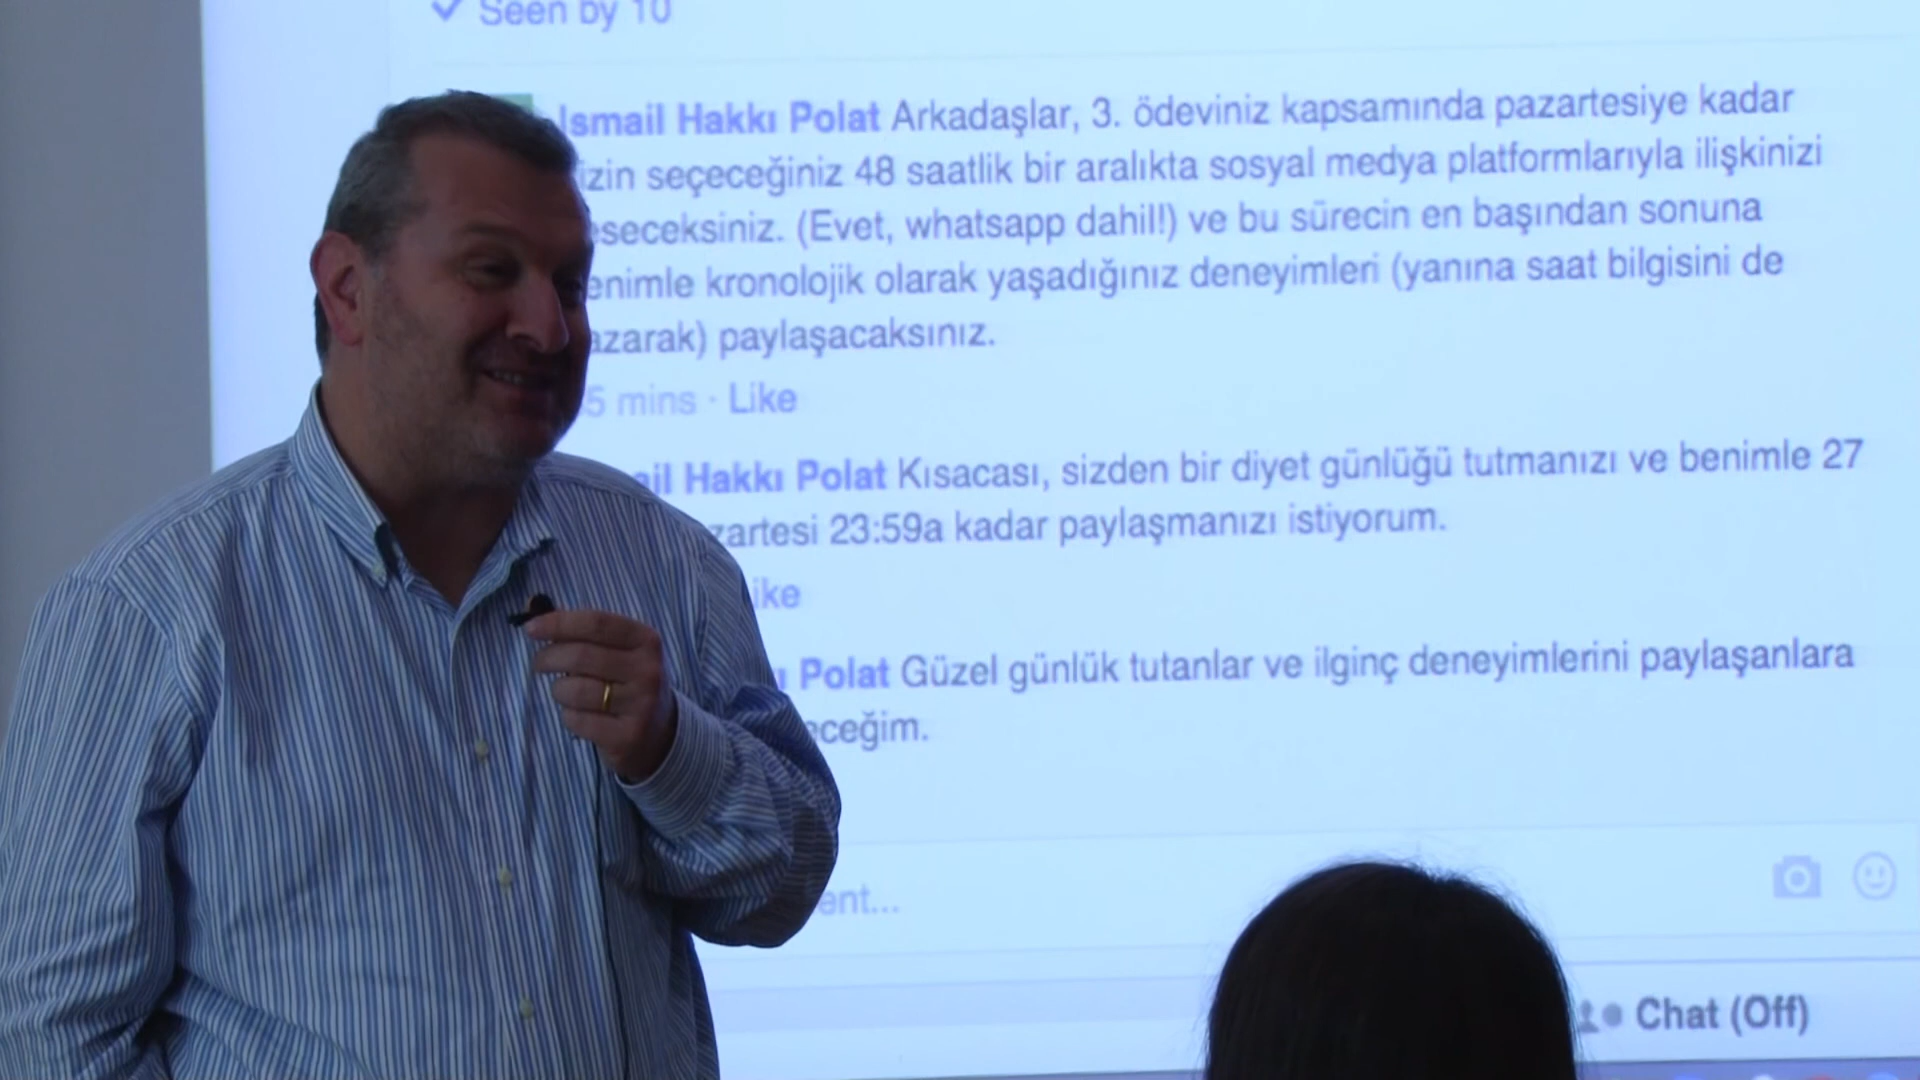 Seen by 10
Ismail Hakkı Polat Arkadaşlar, 3. ödeviniz kapsamında pazartesiye kadar
izin seçeceğiniz 48 saatlik bir aralıkta sosyal medya platformlarıyla ilişkinizi
eseceksiniz. (Evet, whatsapp dahil!) ve bu sürecin en başından sonuna
enimle kronolojik olarak yaşadığınız deneyimleri (yanına saat bilgisini de
azarak) paylaşacaksınız.
5 mins · Like
ail Hakkı Polat Kısacası, sizden bir diyet günlüğü tutmanızı ve benimle 27
zartesi 23:59a kadar paylaşmanızı istiyorum.
ike
ı Polat Güzel günlük tutanlar ve ilginç deneyimlerini paylaşanlara
eceğim.
ent...
Chat (Off)